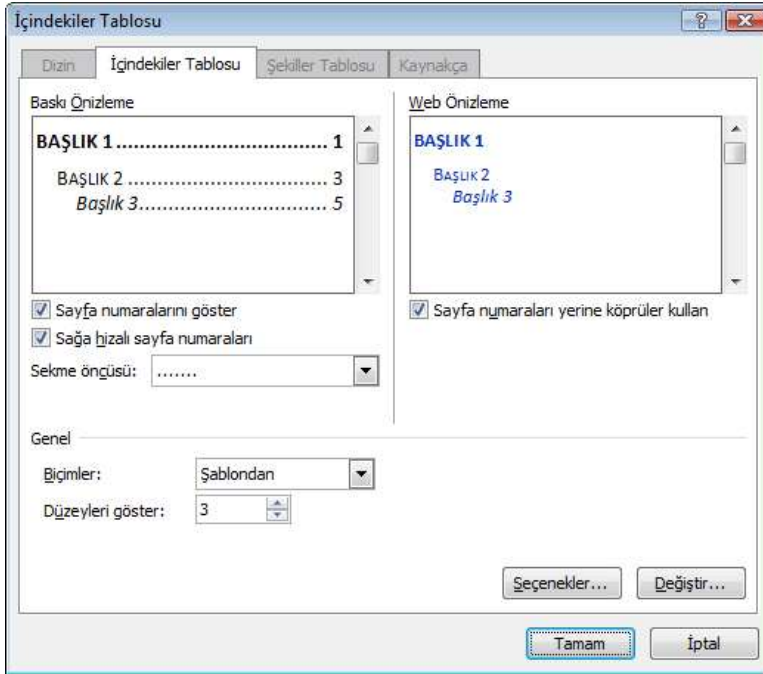 İçindekiler Tablosu
Dizin İçindekiler Tablosu Şekiller Tablosu Kaynakça
Baskı Önizleme
BAŞLIK 1.................................. 1
BAŞLIK 2 ................................ 3
Başlık 3.............................. 5
Sayfa numaralarını göster
Sağa hizalı sayfa numaraları
Sekme öncüsü: .......
Web Önizleme
BAŞLIK 1
BAŞLIK 2
Başlık 3
Sayfa numaraları yerine köprüler kullan
Genel
Biçimler: Şablondan
Düzeyleri göster: 3
Seçenekler... Değiştir...
Tamam İptal